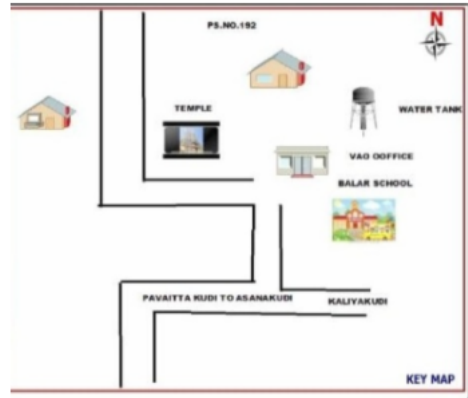 PS.NO.192
N
TEMPLE
WATER TANK
VAO OOFFICE
BALAR SCHOOL
PAVAITTA KUDI TO ASANAKUDI
KALIYAKUDI
KEY MAP